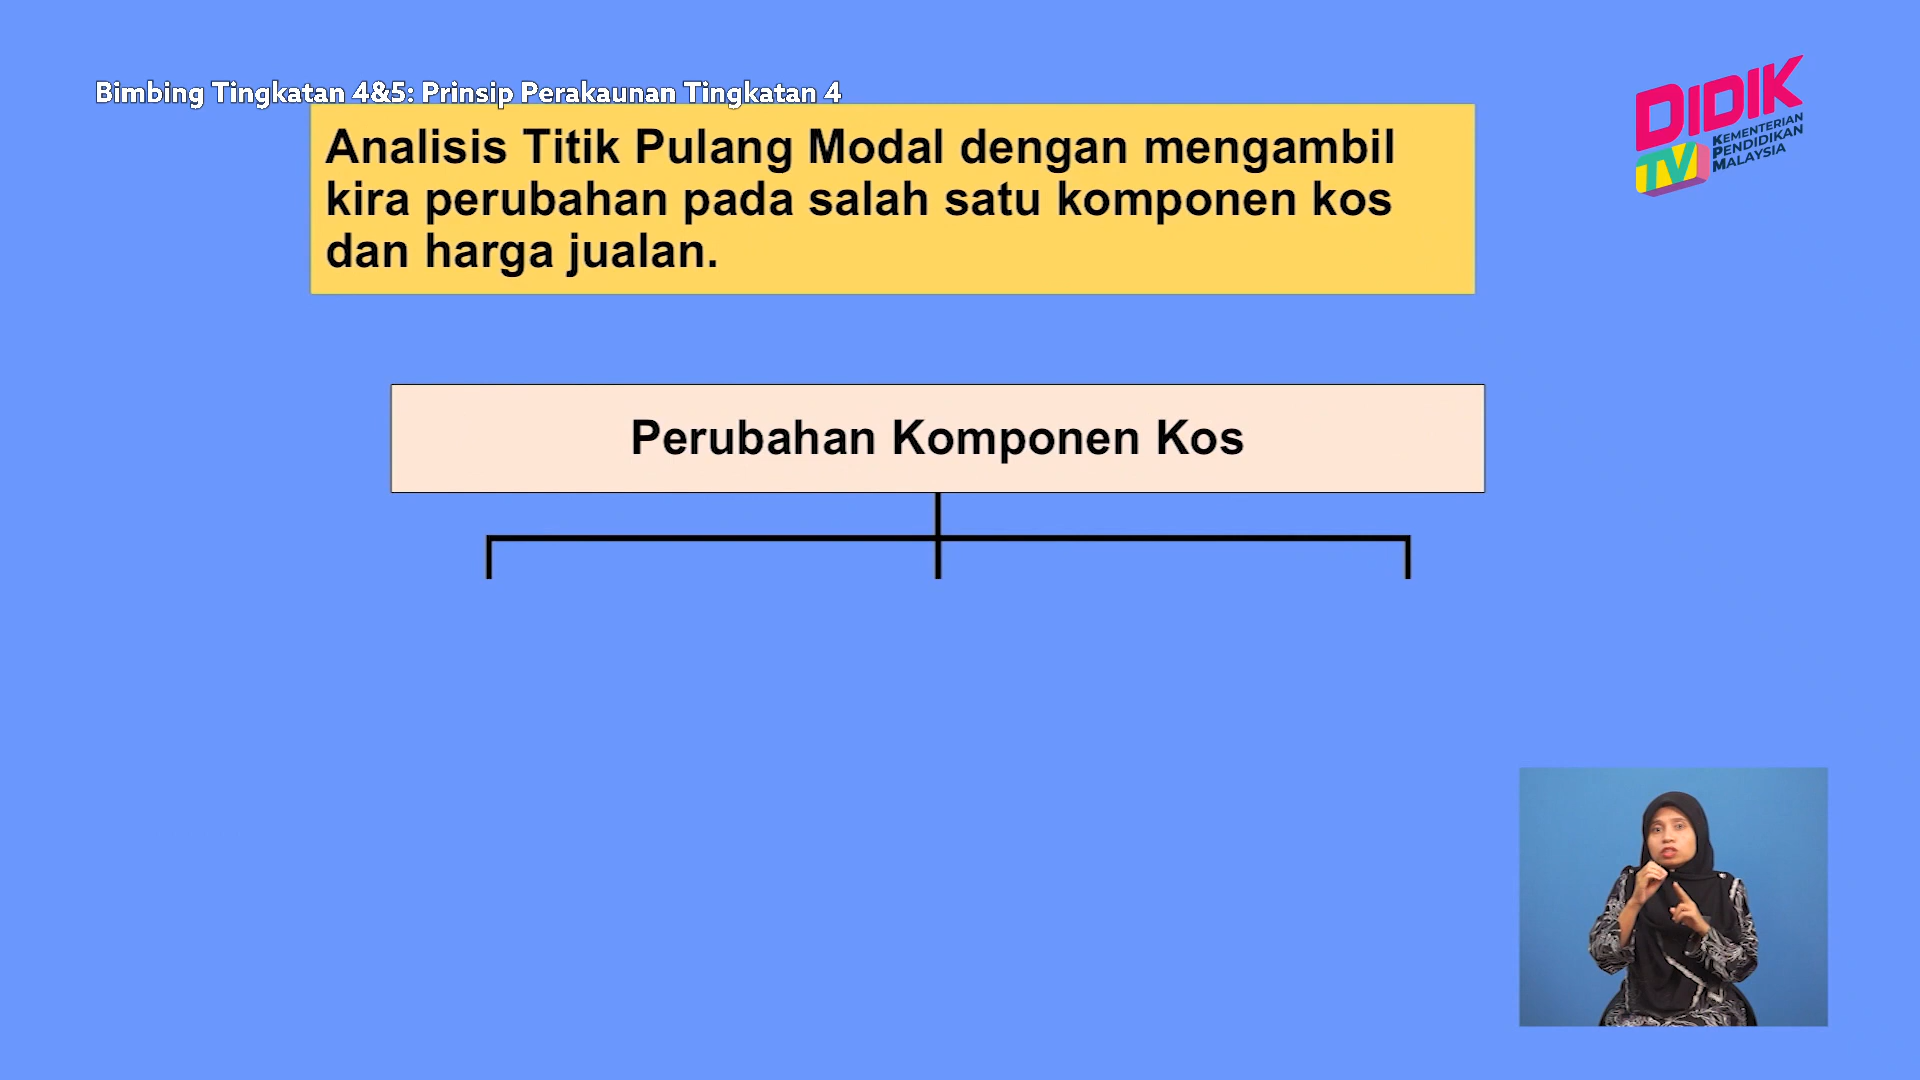 Bimbing Tingkatan 4&5: Prinsip Perakaunan Tingkatan 4
DIDIK
TV
KEMENTERIAN
PENDIDIKAN
MALAYSIA
Analisis Titik Pulang Modal dengan mengambil
kira perubahan pada salah satu komponen kos
dan harga jualan.
Perubahan Komponen Kos